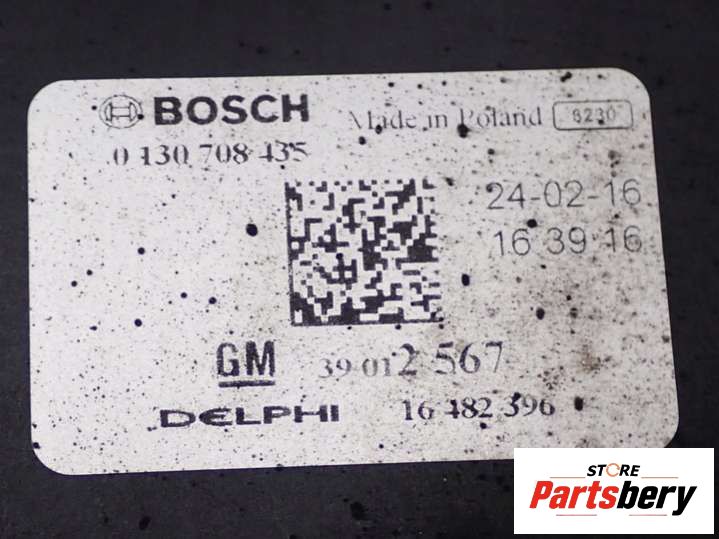 BOSCH Made in Poland 8230
0 130 708 435
24-02-16
16 39 16
GM 39 012 567
DELPHI 16 482 396
STORE
Partsbery